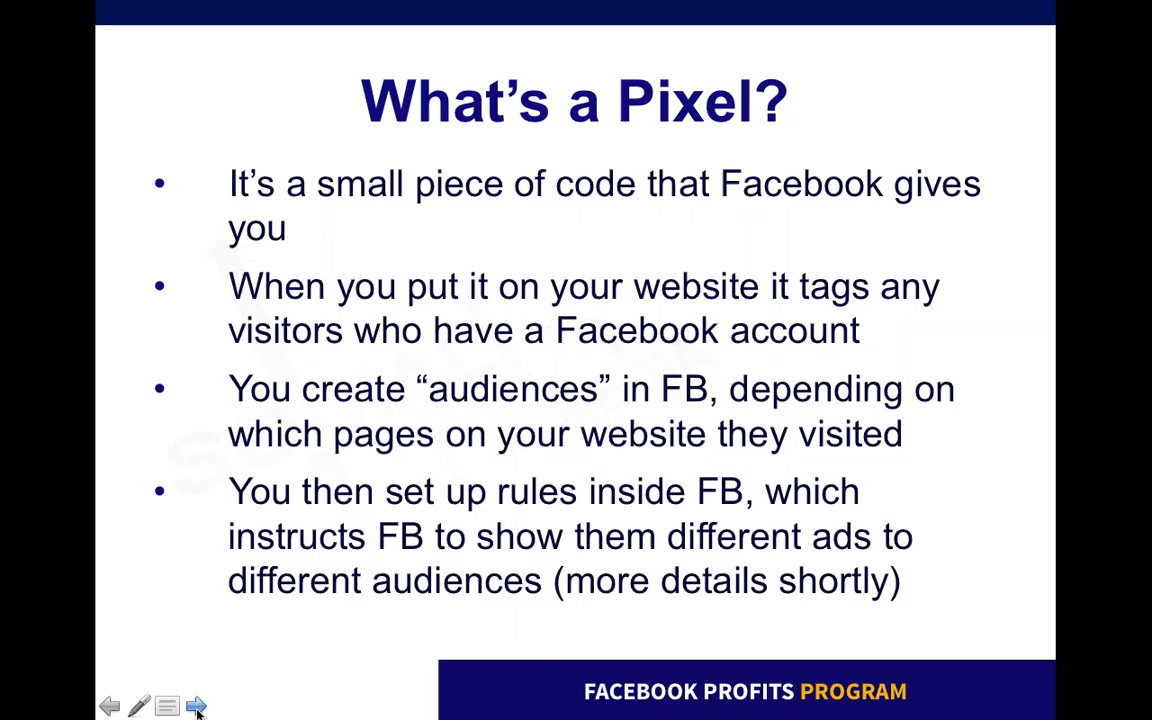 What’s a Pixel?
• It’s a small piece of code that Facebook gives
you
• When you put it on your website it tags any
visitors who have a Facebook account
• You create “audiences” in FB, depending on
which pages on your website they visited
• You then set up rules inside FB, which
instructs FB to show them different ads to
different audiences (more details shortly)
FACEBOOK PROFITS PROGRAM